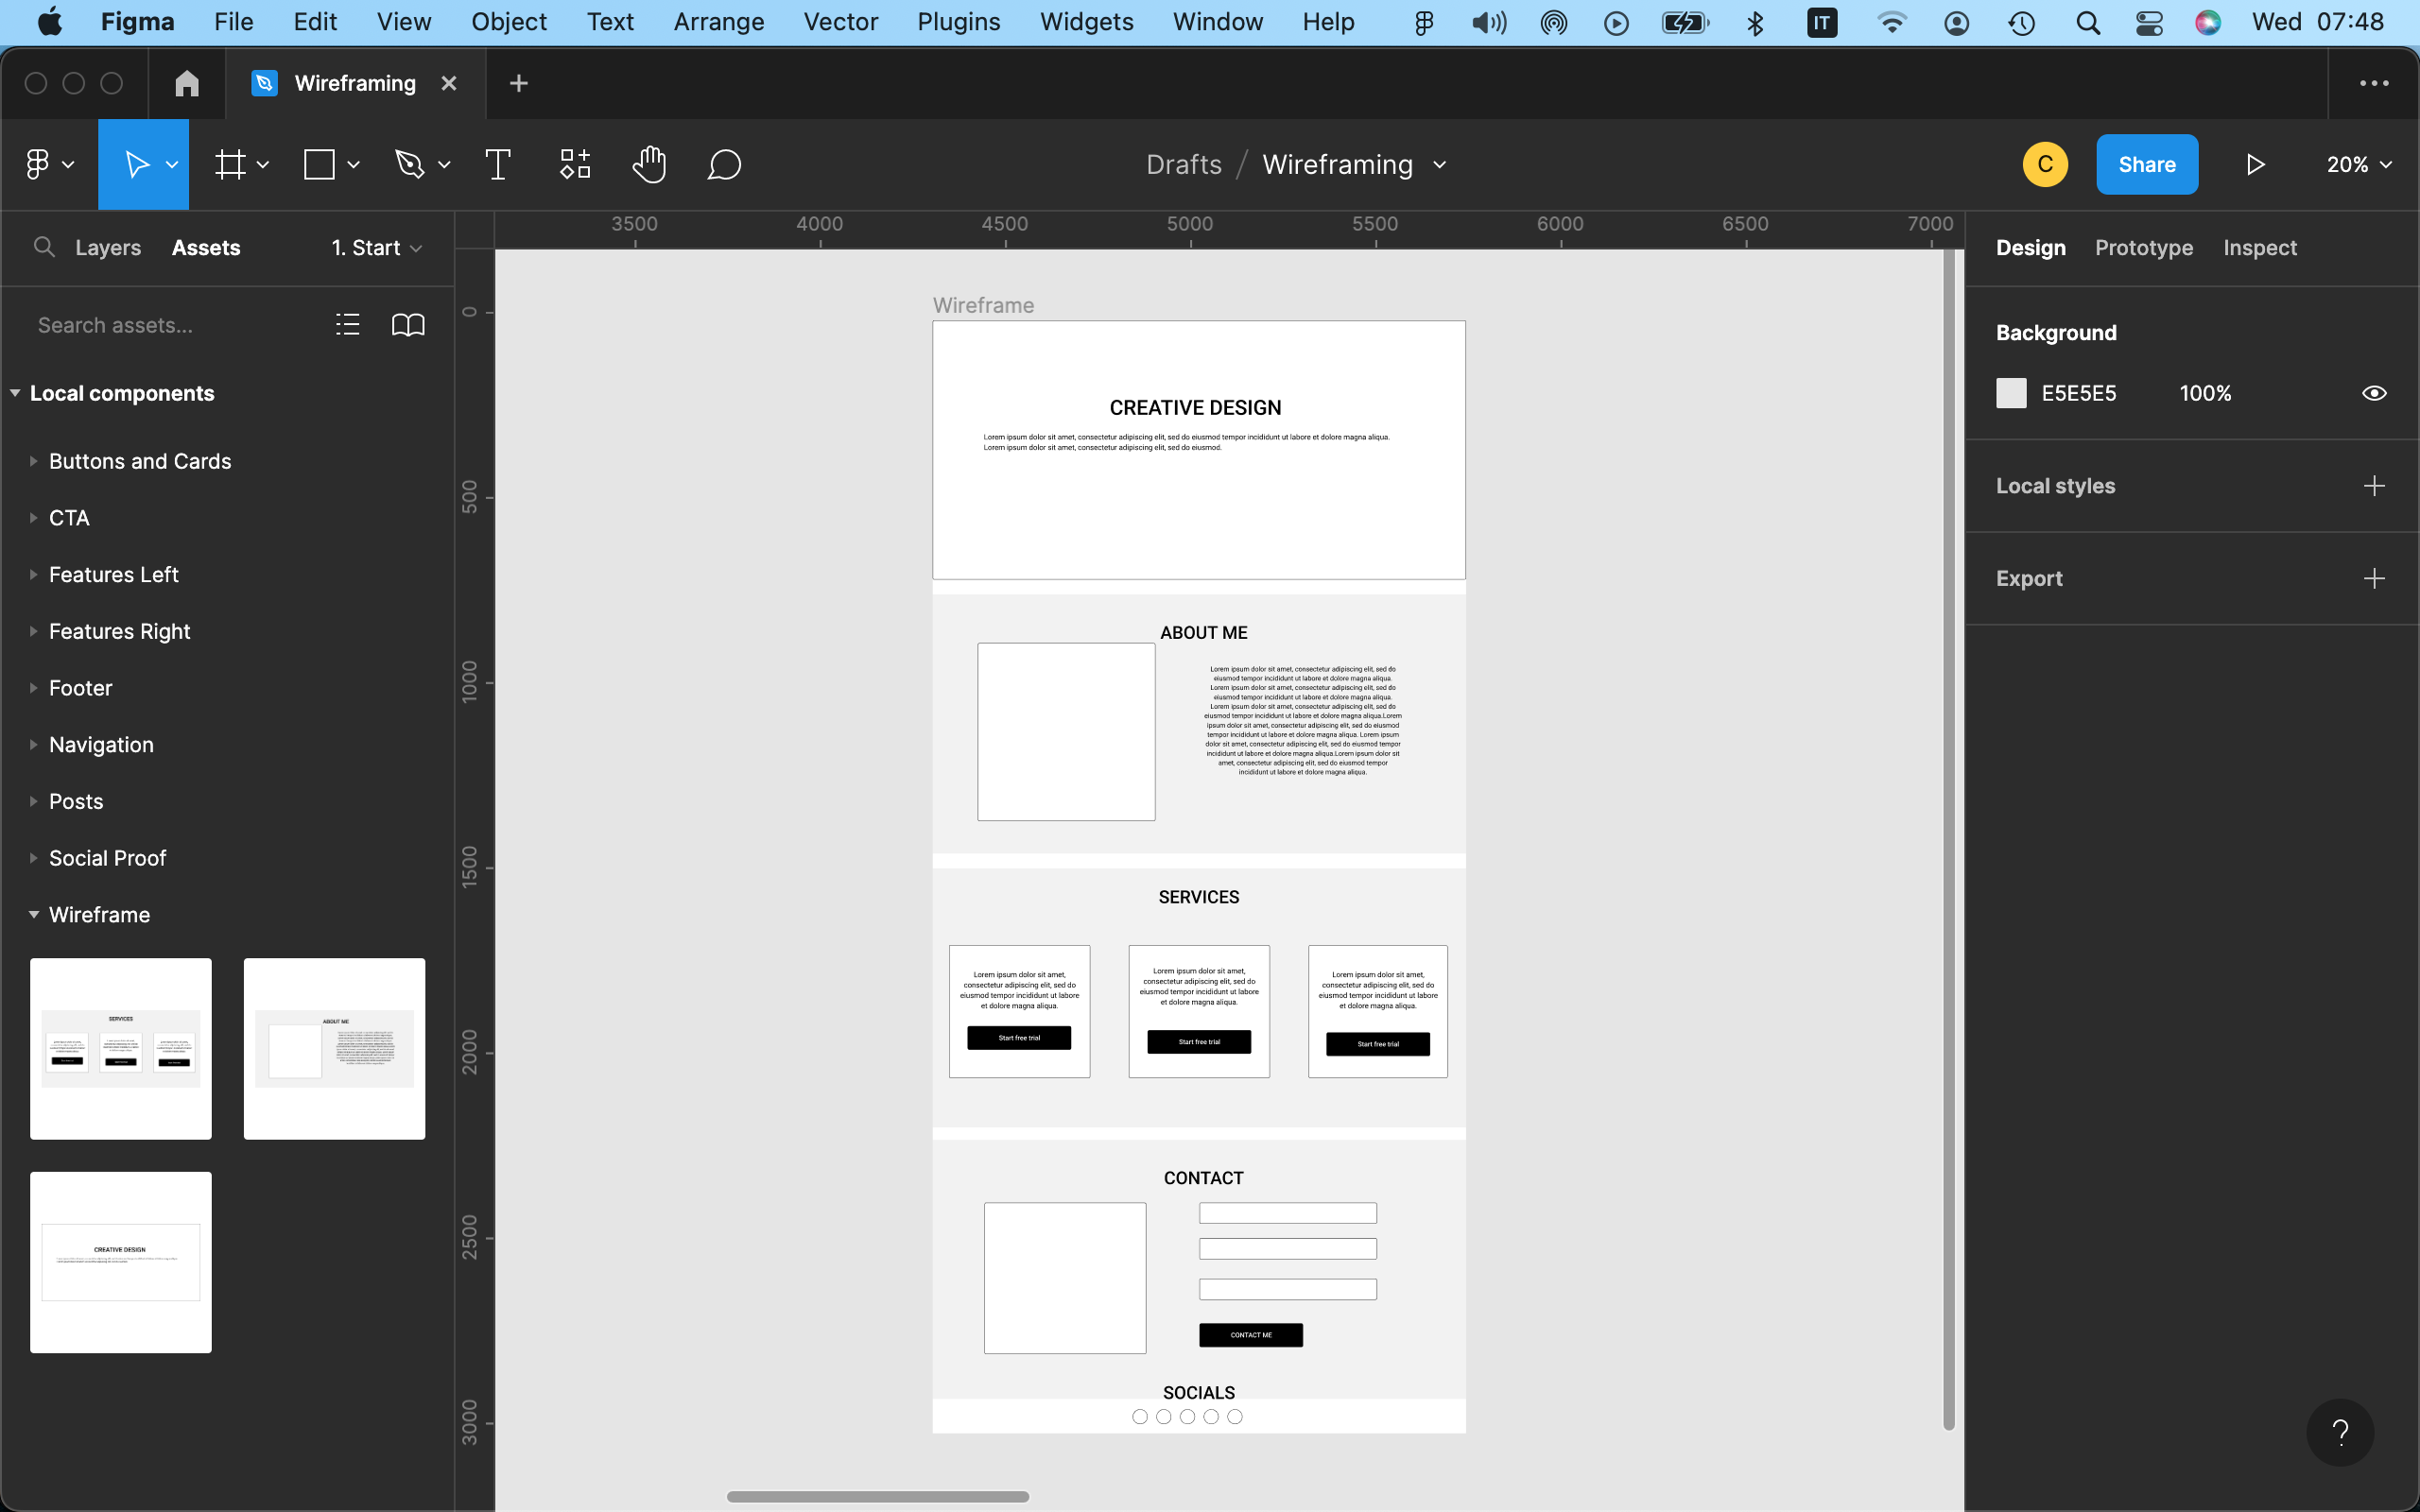 Figma File Edit View Object Text Arrange Vector Plugins Widgets Window Help IT Wed 07:48
Wireframing
Drafts / Wireframing
C Share 20%
Layers Assets 1. Start
Search assets...
Local components
Buttons and Cards
CTA
Features Left
Features Right
Footer
Navigation
Posts
Social Proof
Wireframe
SERVICES
ABOUT ME
CREATIVE DESIGN
3500 4000 4500 5000 5500 6000 6500 7000
0
500
1000
1500
2000
2500
3000
Wireframe
CREATIVE DESIGN
Lorem ipsum dolor sit amet, consectetur adipiscing elit, sed do eiusmod tempor incididunt ut labore et dolore magna aliqua.
Lorem ipsum dolor sit amet, consectetur adipiscing elit, sed do eiusmod.
ABOUT ME
Lorem ipsum dolor sit amet, consectetur adipiscing elit, sed do
eiusmod tempor incididunt ut labore et dolore magna aliqua.
Lorem ipsum dolor sit amet, consectetur adipiscing elit, sed do
eiusmod tempor incididunt ut labore et dolore magna aliqua.
Lorem ipsum dolor sit amet, consectetur adipiscing elit, sed do
eiusmod tempor incididunt ut labore et dolore magna aliqua.Lorem
ipsum dolor sit amet, consectetur adipiscing elit, sed do eiusmod
tempor incididunt ut labore et dolore magna aliqua. Lorem ipsum
dolor sit amet, consectetur adipiscing elit, sed do eiusmod tempor
incididunt ut labore et dolore magna aliqua.Lorem ipsum dolor sit
amet, consectetur adipiscing elit, sed do eiusmod tempor
incididunt ut labore et dolore magna aliqua.
SERVICES
Lorem ipsum dolor sit amet,
consectetur adipiscing elit, sed do
eiusmod tempor incididunt ut labore
et dolore magna aliqua.
Start free trial
Lorem ipsum dolor sit amet,
consectetur adipiscing elit, sed do
eiusmod tempor incididunt ut labore
et dolore magna aliqua.
Start free trial
Lorem ipsum dolor sit amet,
consectetur adipiscing elit, sed do
eiusmod tempor incididunt ut labore
et dolore magna aliqua.
Start free trial
CONTACT
CONTACT ME
SOCIALS
Design Prototype Inspect
Background
E5E5E5 100%
Local styles
Export
?